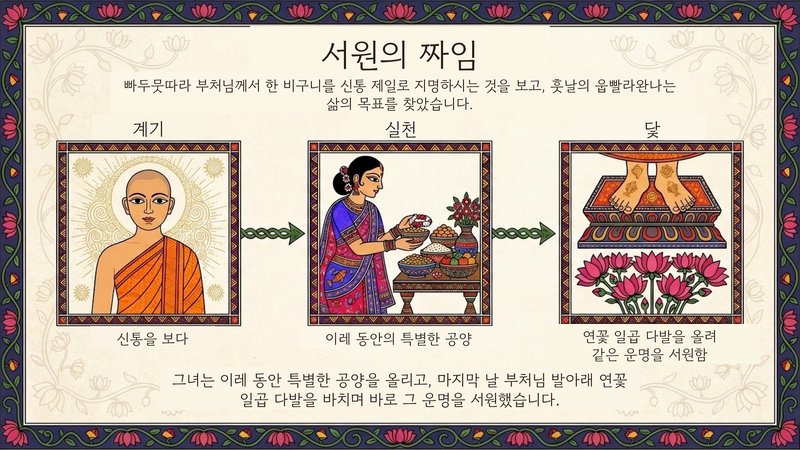 서원의 짜임
빠두뭇따라 부처님께서 한 비구니를 신통 제일로 지명하시는 것을 보고, 훗날의 웁빨라완나는
삶의 목표를 찾았습니다.
계기
실천
닻
신통을 보다
이레 동안의 특별한 공양
연꽃 일곱 다발을 올려
같은 운명을 서원함
그녀는 이레 동안 특별한 공양을 올리고, 마지막 날 부처님 발아래 연꽃
일곱 다발을 바치며 바로 그 운명을 서원했습니다.